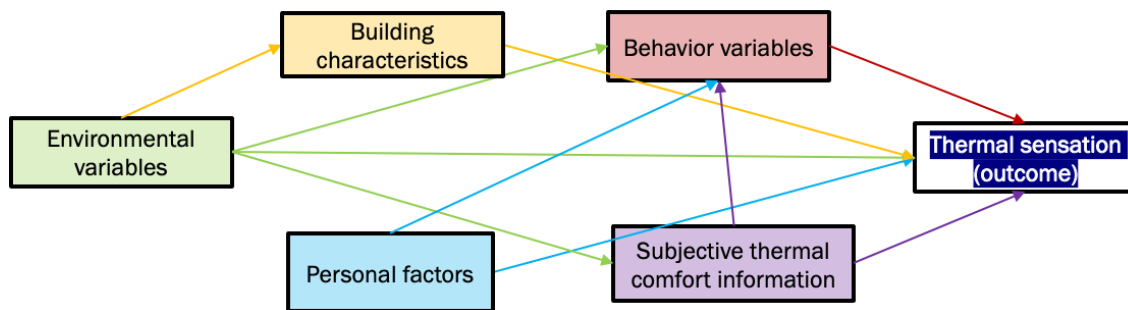 Building
characteristics
Behavior variables
Environmental
variables
Thermal sensation
(outcome)
Personal factors
Subjective thermal
comfort information